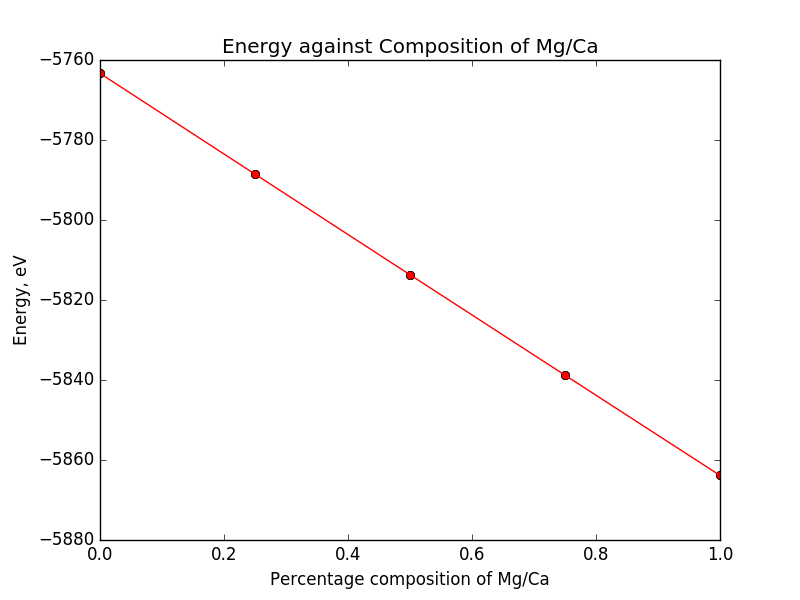 Energy against Composition of Mg/Ca
−5760
−5780
−5800
−5820
−5840
−5860
−5880
Energy, eV
0.0 0.2 0.4 0.6 0.8 1.0
Percentage composition of Mg/Ca